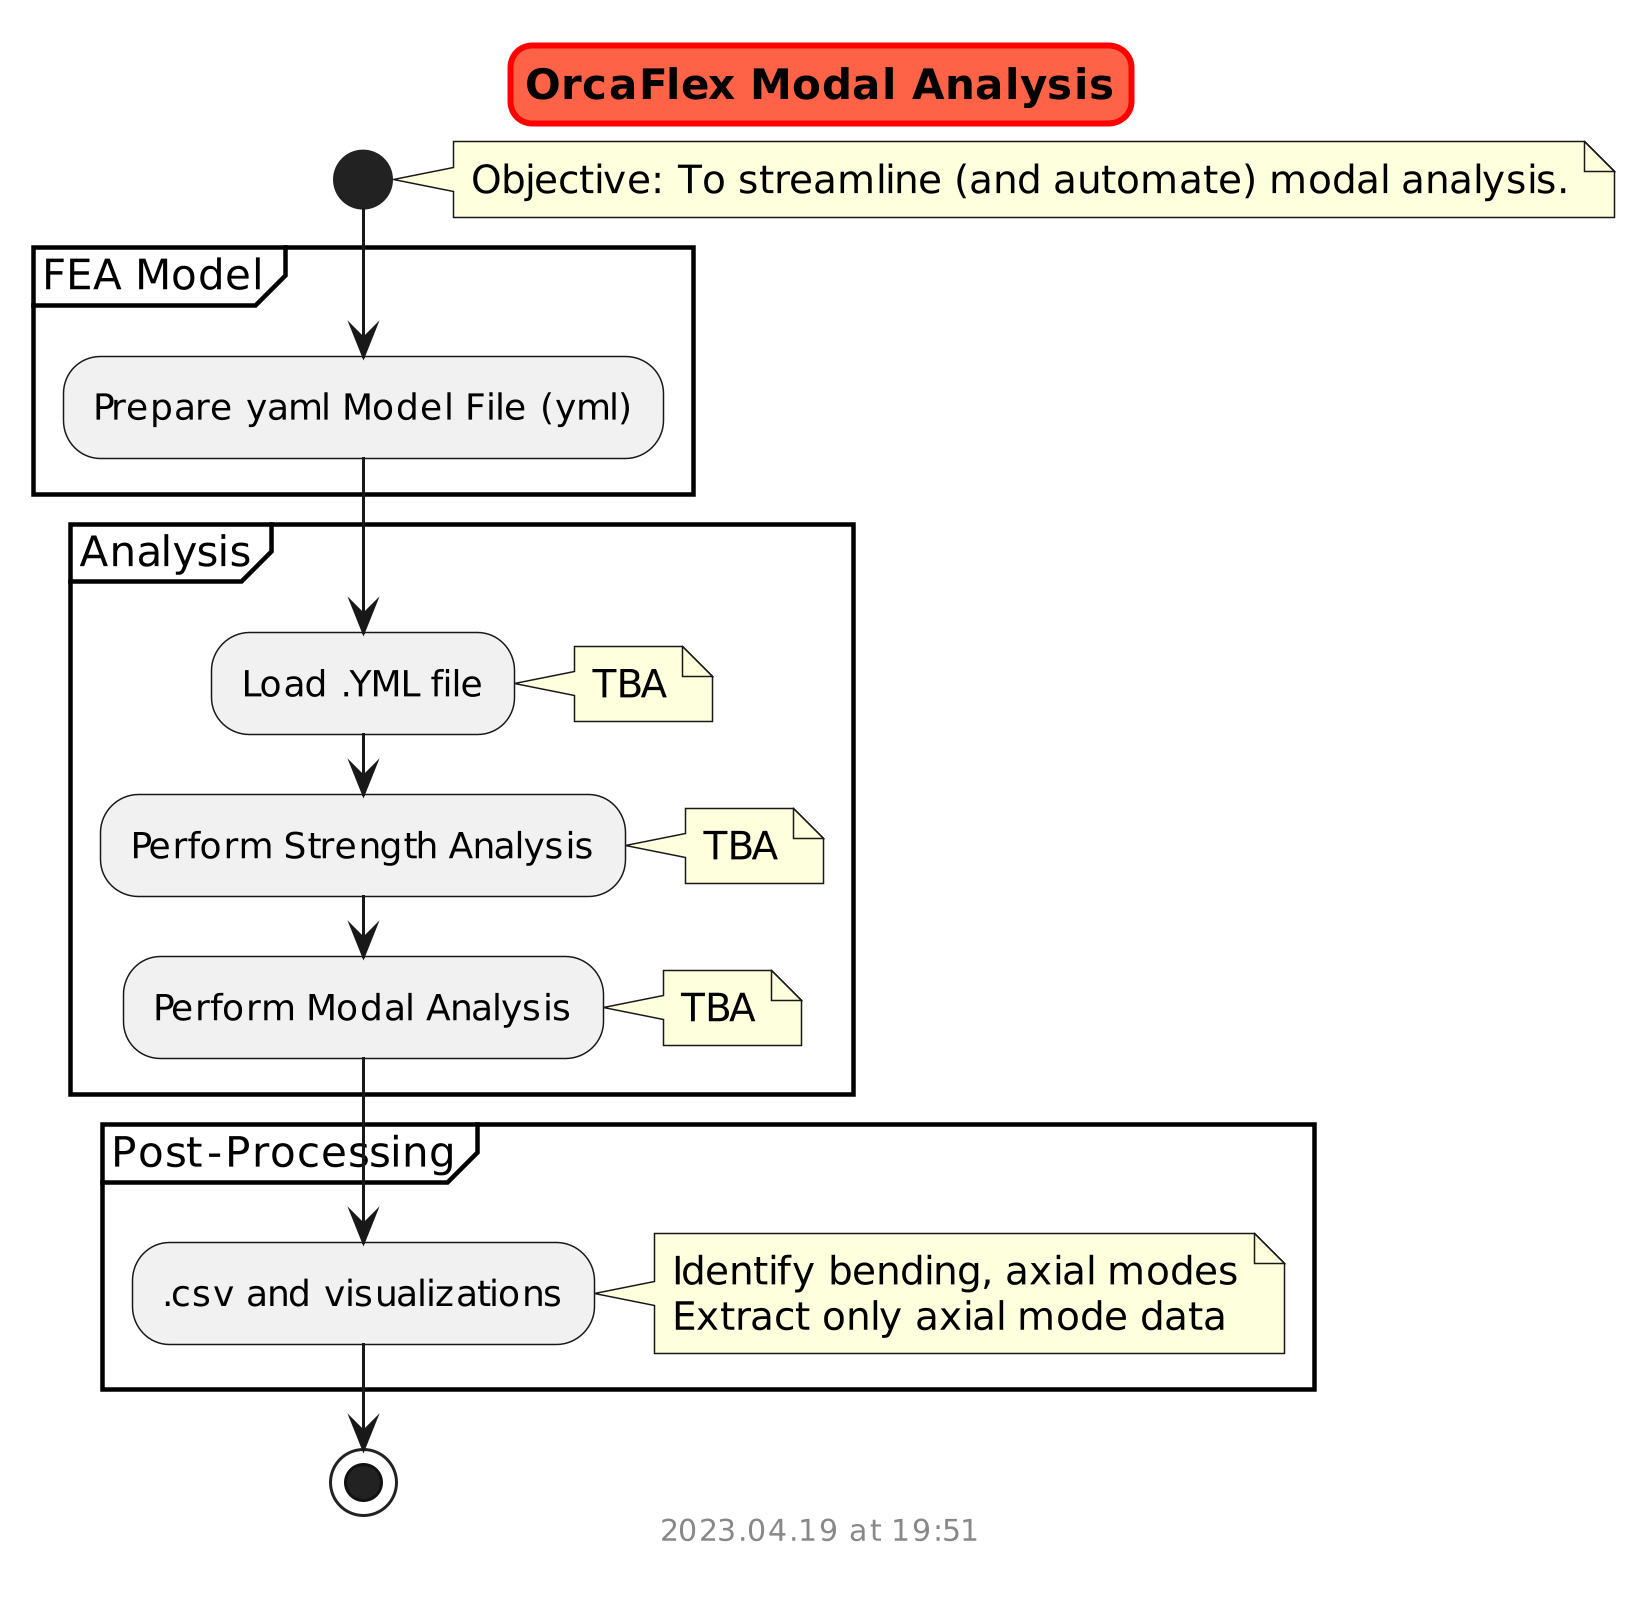 OrcaFlex Modal Analysis
Objective: To streamline (and automate) modal analysis.
FEA Model
Prepare yaml Model File (yml)
Analysis
Load .YML file
TBA
Perform Strength Analysis
TBA
Perform Modal Analysis
TBA
Post-Processing
.csv and visualizations
Identify bending, axial modes
Extract only axial mode data
2023.04.19 at 19:51